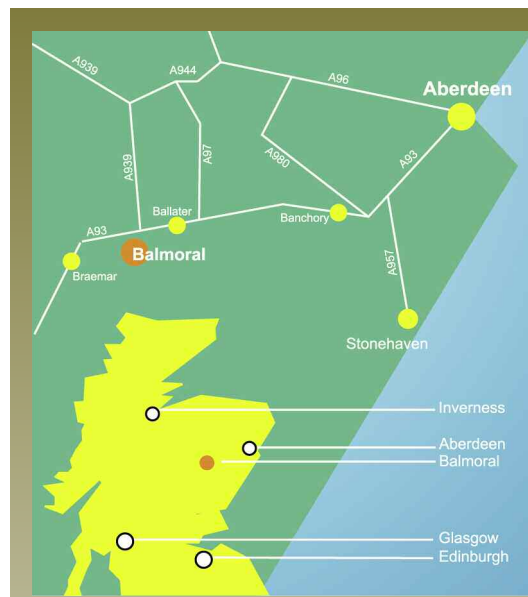 A939
A944
A96
Aberdeen
A939
A97
A980
A93
Ballater
Banchory
A93
Balmoral
Braemar
A957
Stonehaven
Inverness
Aberdeen
Balmoral
Glasgow
Edinburgh